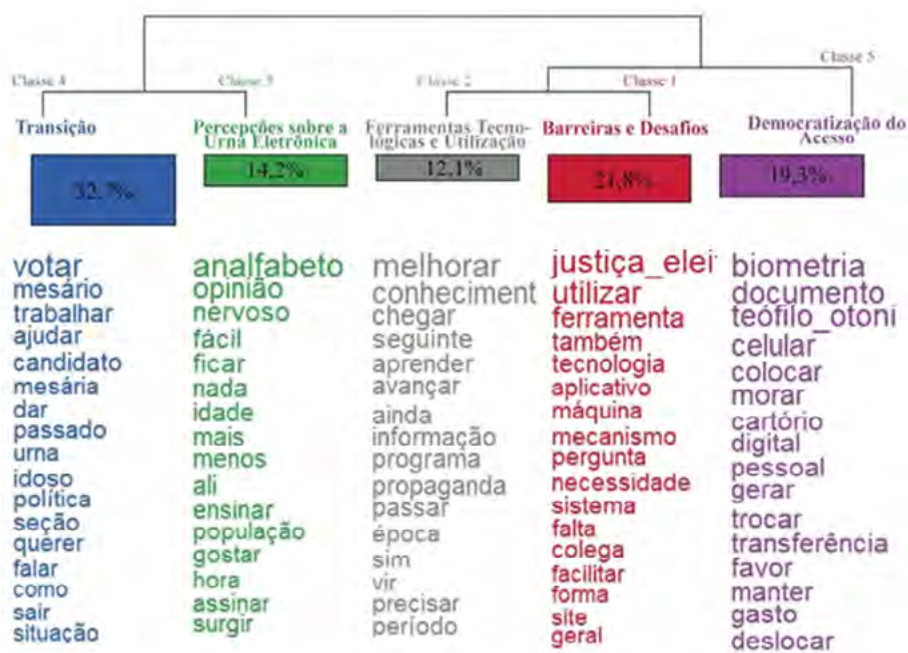 Classe 5
Classe 4
Classe 3
Classe 2
Classe 1
Transição
Percepções sobre a
Urna Eletrônica
Ferramentas Tecno-
lógicas e Utilização
Barreiras e Desafios
Democratização do
Acesso
32,7%
14,2%
12,1%
21,8%
19,3%
votar
mesário
trabalhar
ajudar
candidato
mesária
dar
passado
urna
idoso
política
seção
querer
falar
como
sair
situação
analfabeto
opinião
nervoso
fácil
ficar
nada
idade
mais
menos
ali
ensinar
população
gostar
hora
assinar
surgir
melhorar
conheciment
chegar
seguinte
aprender
avançar
ainda
informação
programa
propaganda
passar
época
sim
vir
precisar
período
justiça_elei
utilizar
ferramenta
também
tecnologia
aplicativo
máquina
mecanismo
pergunta
necessidade
sistema
falta
colega
facilitar
forma
site
geral
biometria
documento
teófilo_otoni
celular
colocar
morar
cartório
digital
pessoal
gerar
trocar
transferência
favor
manter
gasto
deslocar